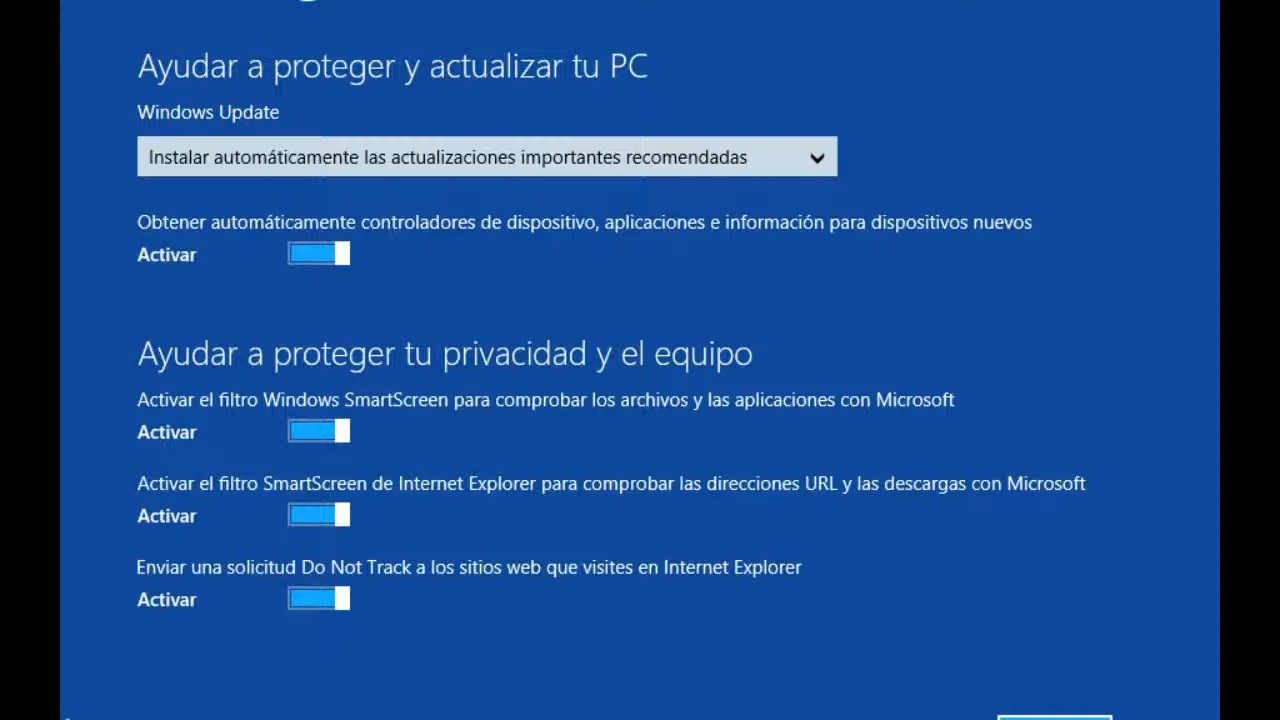 Ayudar a proteger y actualizar tu PC
Windows Update
Instalar automáticamente las actualizaciones importantes recomendadas
Obtener automáticamente controladores de dispositivo, aplicaciones e información para dispositivos nuevos
Activar
Ayudar a proteger tu privacidad y el equipo
Activar el filtro Windows SmartScreen para comprobar los archivos y las aplicaciones con Microsoft
Activar
Activar el filtro SmartScreen de Internet Explorer para comprobar las direcciones URL y las descargas con Microsoft
Activar
Enviar una solicitud Do Not Track a los sitios web que visites en Internet Explorer
Activar